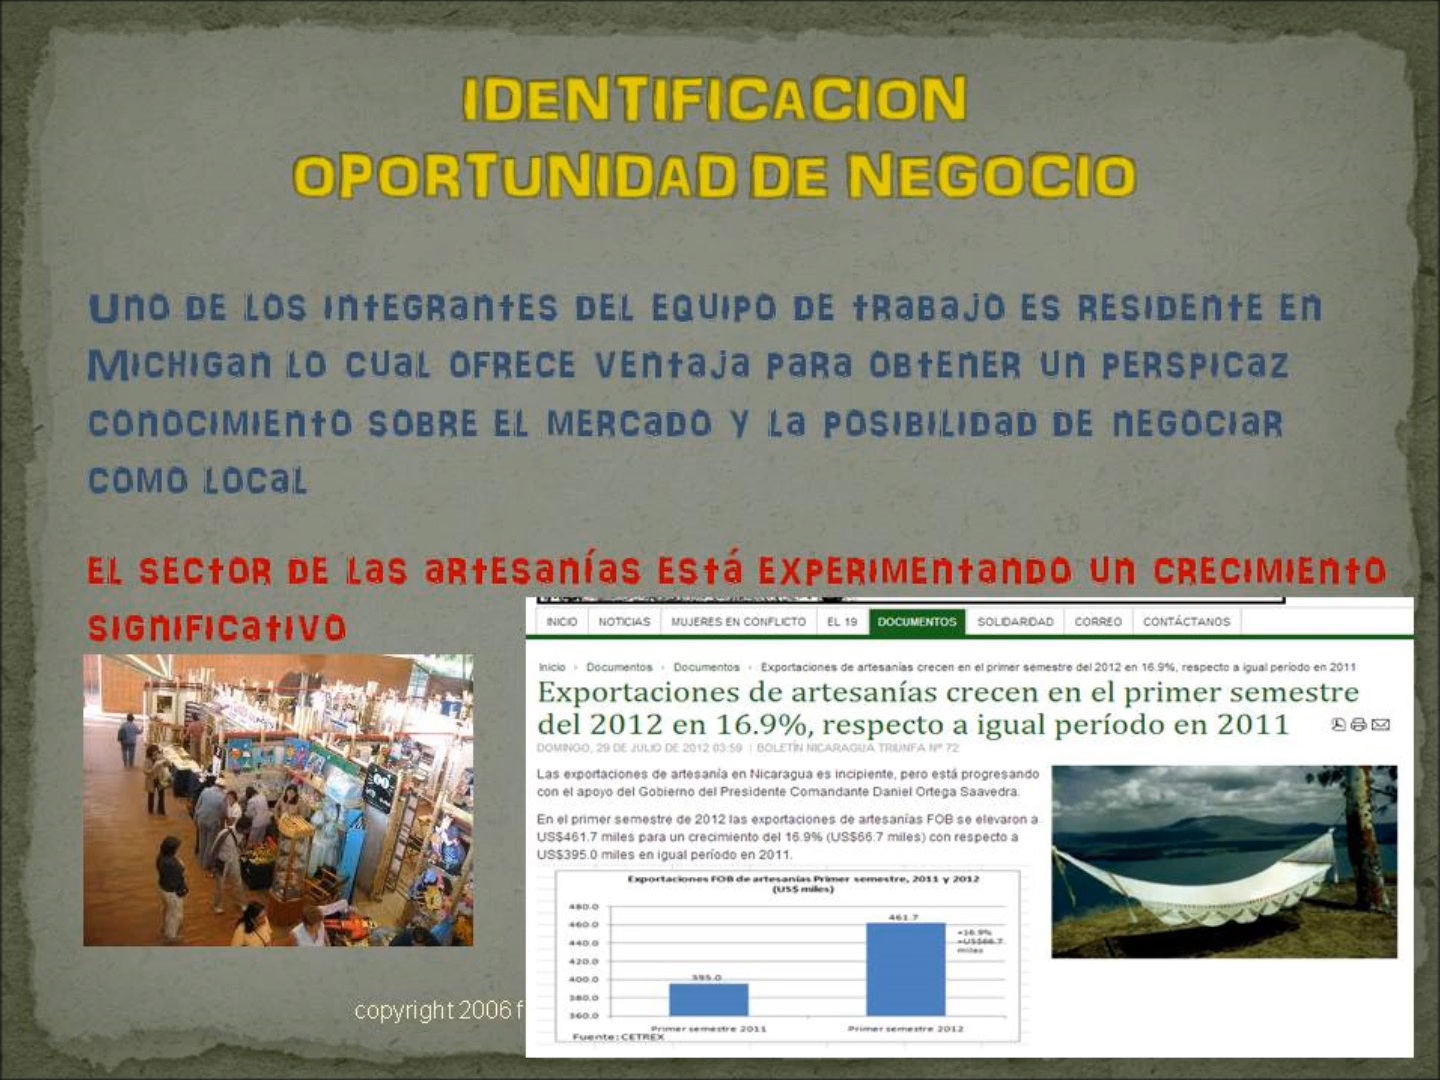 IDENTIFICACION
OPORTUNIDAD DE NEGOCIO
Uno de los integrantes del equipo de trabajo es residente en
Michigan lo cual ofrece ventaja para obtener un perspicaz
conocimiento sobre el mercado y la posibilidad de negociar
como local
El sector de las artesanías está experimentando un crecimiento
significativo
INICIO NOTICIAS MUJERES EN CONFLICTO EL 19 DOCUMENTOS SOLIDARIDAD CORREO CONTÁCTANOS
Inicio › Documentos › Documentos › Exportaciones de artesanías crecen en el primer semestre del 2012 en 16.9%, respecto a igual período en 2011
Exportaciones de artesanías crecen en el primer semestre
del 2012 en 16.9%, respecto a igual período en 2011
DOMINGO, 29 DE JULIO DE 2012 03:59 | BOLETÍN NICARAGUA TRIUNFA Nº 72
Las exportaciones de artesanía en Nicaragua es incipiente, pero está progresando
con el apoyo del Gobierno del Presidente Comandante Daniel Ortega Saavedra.
En el primer semestre de 2012 las exportaciones de artesanías FOB se elevaron a
US$461.7 miles para un crecimiento del 16.9% (US$66.7 miles) con respecto a
US$395.0 miles en igual período en 2011.
Exportaciones FOB de artesanías Primer semestre, 2011 y 2012
(US$ miles)
480.0
460.0
440.0
420.0
400.0
380.0
360.0
395.0
461.7
=16.9%
=US$66.7
miles
Primer semestre 2011 Primer semestre 2012
Fuente: CETREX
copyright 2006 f